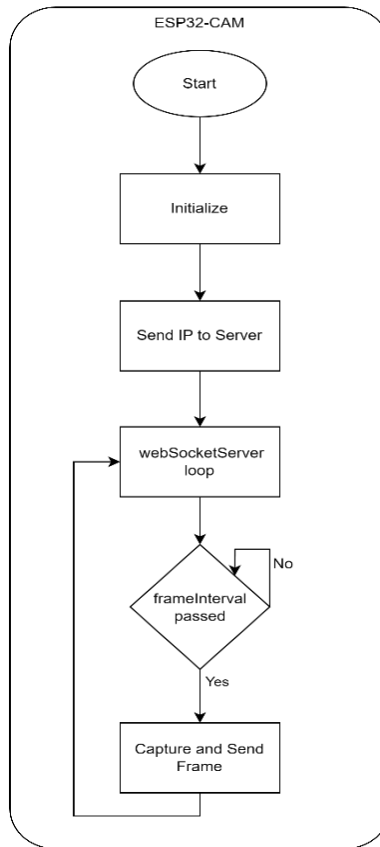 ESP32-CAM
Start
Initialize
Send IP to Server
webSocketServer
loop
No
frameInterval
passed
Yes
Capture and Send
Frame